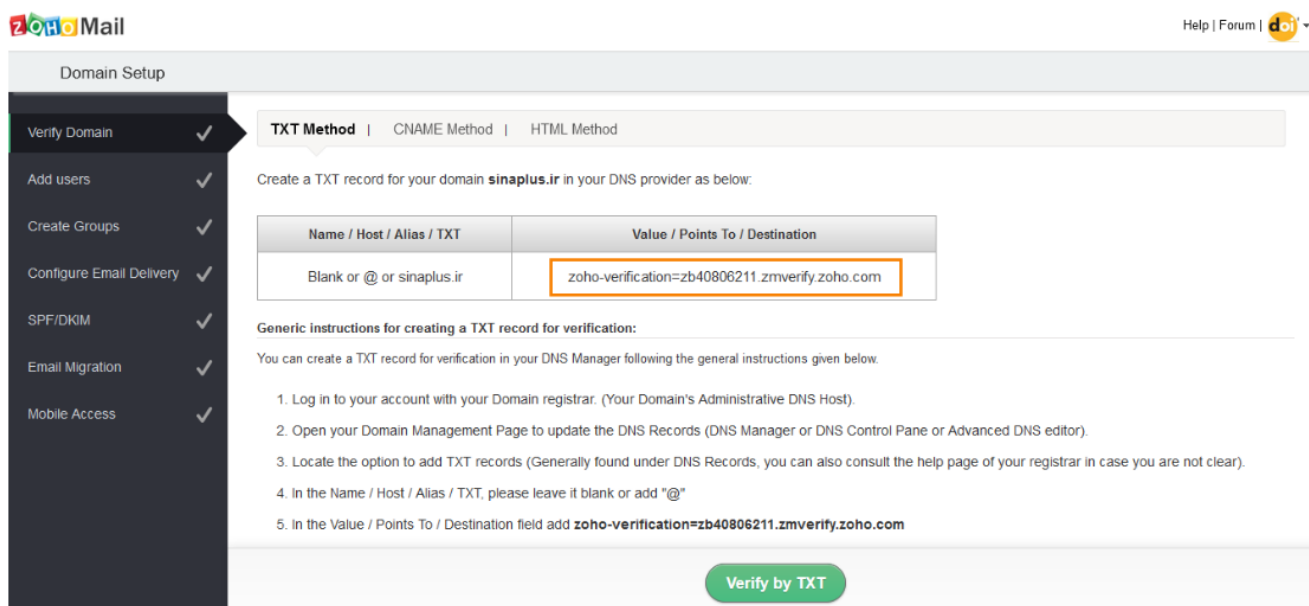 ZOHO Mail
Help | Forum | doi
Domain Setup
Verify Domain
Add users
Create Groups
Configure Email Delivery
SPF/DKIM
Email Migration
Mobile Access
TXT Method | CNAME Method | HTML Method
Create a TXT record for your domain sinaplus.ir in your DNS provider as below:
Name / Host / Alias / TXT Value / Points To / Destination
Blank or @ or sinaplus.ir zoho-verification=zb40806211.zmverify.zoho.com
Generic instructions for creating a TXT record for verification:
You can create a TXT record for verification in your DNS Manager following the general instructions given below.
1. Log in to your account with your Domain registrar. (Your Domain's Administrative DNS Host).
2. Open your Domain Management Page to update the DNS Records (DNS Manager or DNS Control Pane or Advanced DNS editor).
3. Locate the option to add TXT records (Generally found under DNS Records, you can also consult the help page of your registrar in case you are not clear).
4. In the Name / Host / Alias / TXT, please leave it blank or add "@"
5. In the Value / Points To / Destination field add zoho-verification=zb40806211.zmverify.zoho.com
Verify by TXT